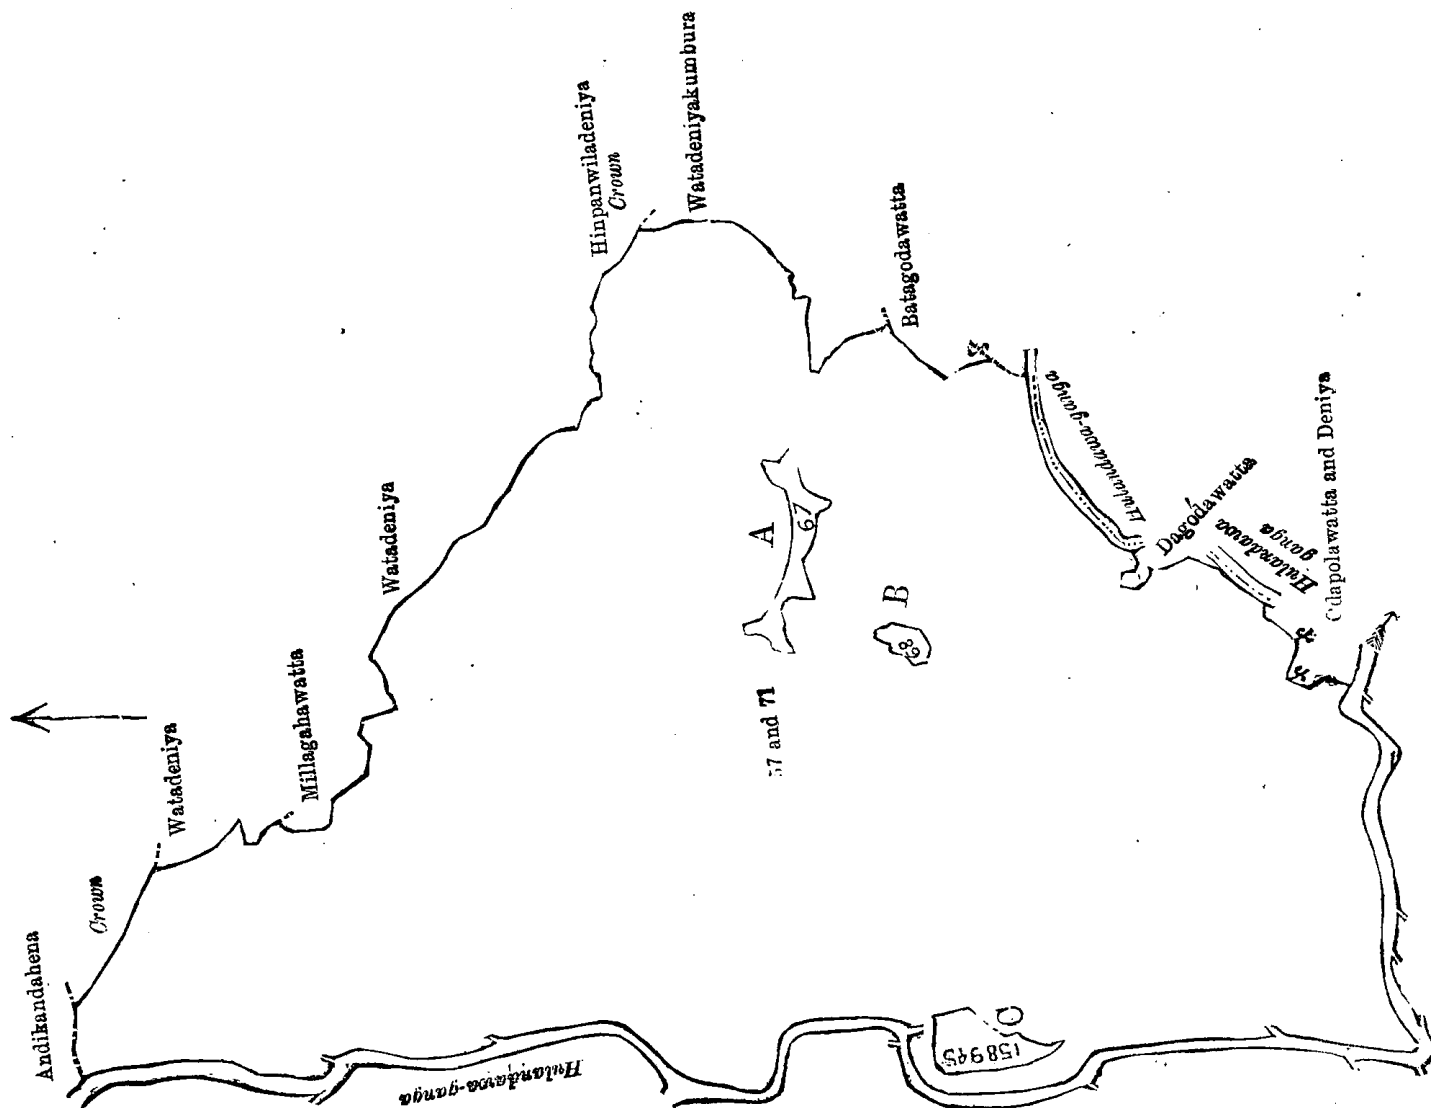 Andikandahena
Crown
Watadeniya
Millagahawatta
Watadeniya
Hinpanwiladeniya
Crown
Watadeniyakumbura
Batagodawatta
Hulandawa-ganga
Dagodawatta
Hulandawa
ganga
and Deniya
A
67
B
68
and 71
C
158945
Hulandawa-ganga